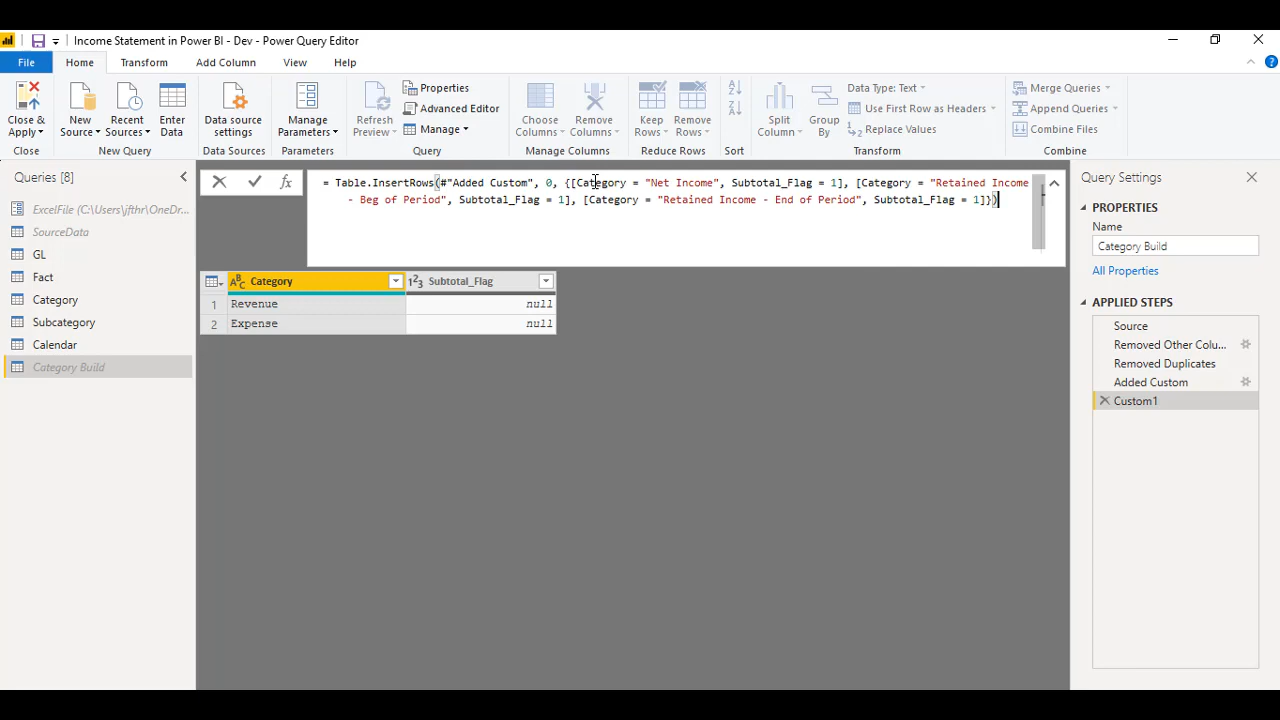 Income Statement in Power BI - Dev - Power Query Editor
File
Home
Transform
Add Column
View
Help
Close &
Apply
New
Source
Recent
Sources
Enter
Data
Data source
settings
Manage
Parameters
Refresh
Preview
Properties
Advanced Editor
Manage
Choose
Columns
Remove
Columns
Keep
Rows
Remove
Rows
Split
Column
Group
By
Data Type: Text
Use First Row as Headers
Replace Values
Merge Queries
Append Queries
Combine Files
Close
New Query
Data Sources
Parameters
Query
Manage Columns
Reduce Rows
Sort
Transform
Combine
Queries [8]
ExcelFile (https://jfthr/OneDr...
SourceData
GL
Fact
Category
Subcategory
Calendar
Category Build
fx
= Table.InsertRows(#"Added Custom", 0, {[Category = "Net Income", Subtotal_Flag = 1], [Category = "Retained Income
- Beg of Period", Subtotal_Flag = 1], [Category = "Retained Income - End of Period", Subtotal_Flag = 1]})
ABC Category
123 Subtotal_Flag
1 Revenue null
2 Expense null
Query Settings
PROPERTIES
Name
Category Build
All Properties
APPLIED STEPS
Source
Removed Other Colu...
Removed Duplicates
Added Custom
Custom1